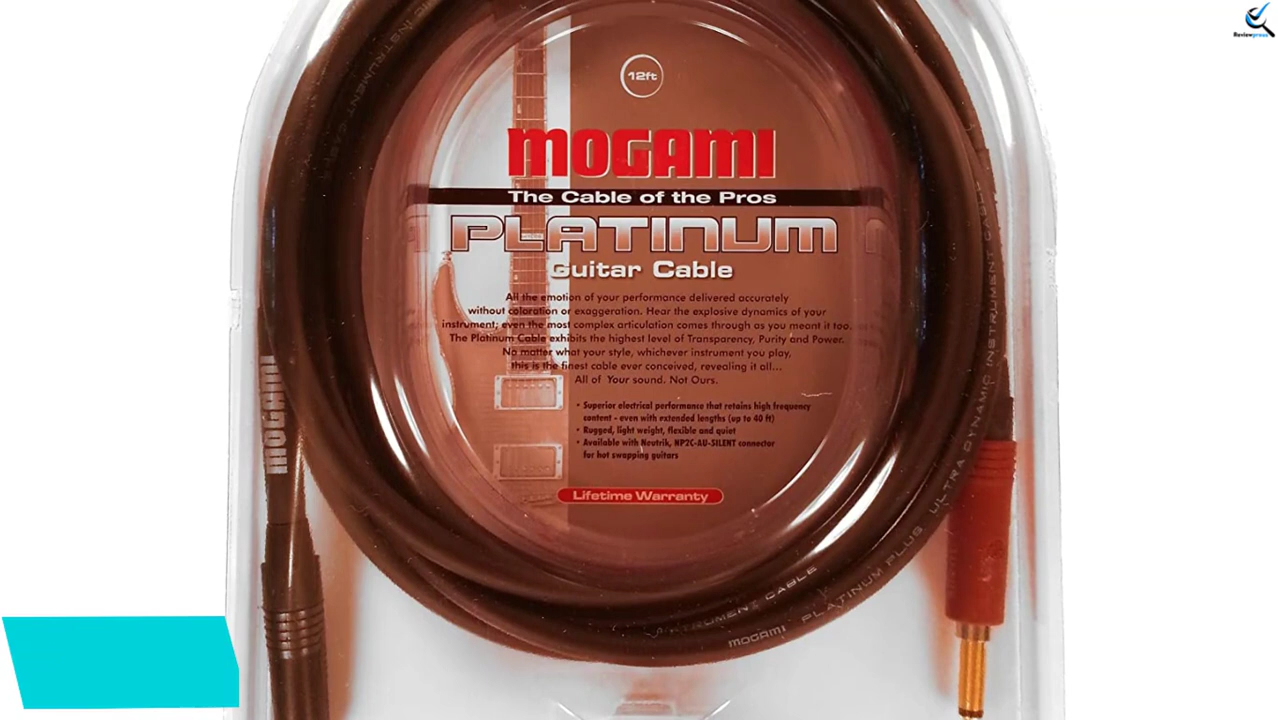 Reviewgrous
12ft
MOGAMI
The Cable of the Pros
PLATINUM
Guitar Cable
All the emotion of your performance delivered accurately
without coloration or exaggeration. Hear the explosive dynamics of your
instrument; even the most complex articulation comes through as you meant it too.
The Platinum Cable exhibits the highest level of Transparency, Purity and Power.
No matter what your style, whichever instrument you play,
this is the finest cable ever conceived, revealing it all...
All of Your sound. Not Ours.
• Superior electrical performance that retains high frequency
content - even with extended lengths (up to 40 ft)
• Rugged, light weight, flexible and quiet
• Available with Neutrik, NP2C-AU-SILENT connector
for hot swapping guitars
Lifetime Warranty
MOGAMI
INSTRUMENT CABLE
MOGAMI PLATINUM PLUS ULTRA DYNAMIC INSTRUMENT CABLE